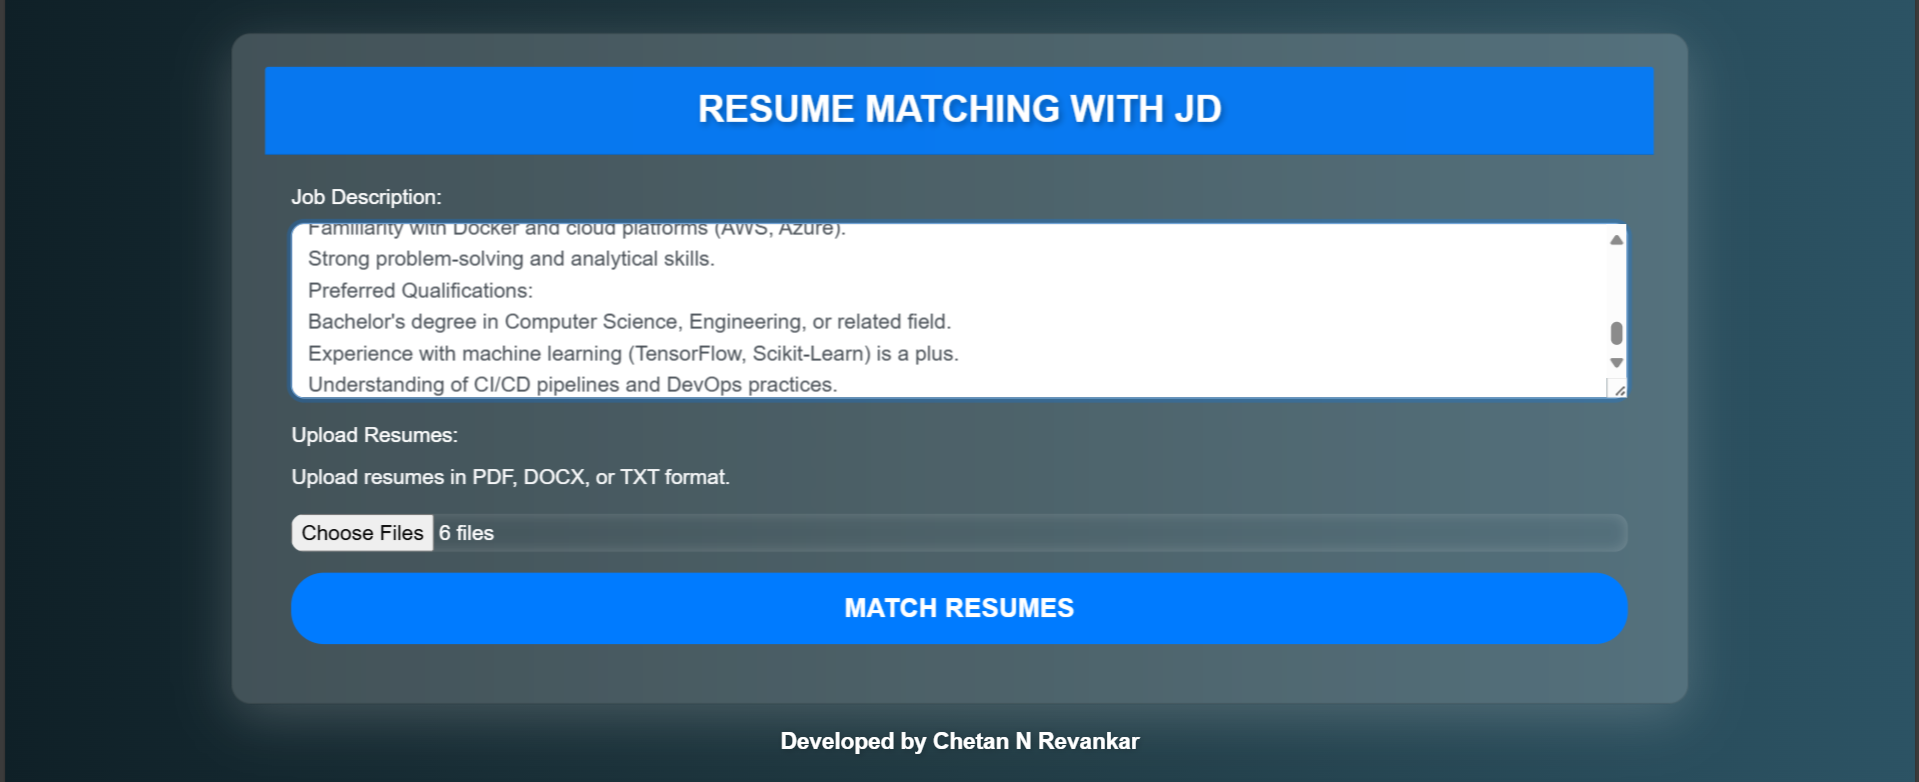 RESUME MATCHING WITH JD
Job Description:
Familiarity with Docker and cloud platforms (AWS, Azure).
Strong problem-solving and analytical skills.
Preferred Qualifications:
Bachelor's degree in Computer Science, Engineering, or related field.
Experience with machine learning (TensorFlow, Scikit-Learn) is a plus.
Understanding of CI/CD pipelines and DevOps practices.
Upload Resumes:
Upload resumes in PDF, DOCX, or TXT format.
Choose Files 6 files
MATCH RESUMES
Developed by Chetan N Revankar